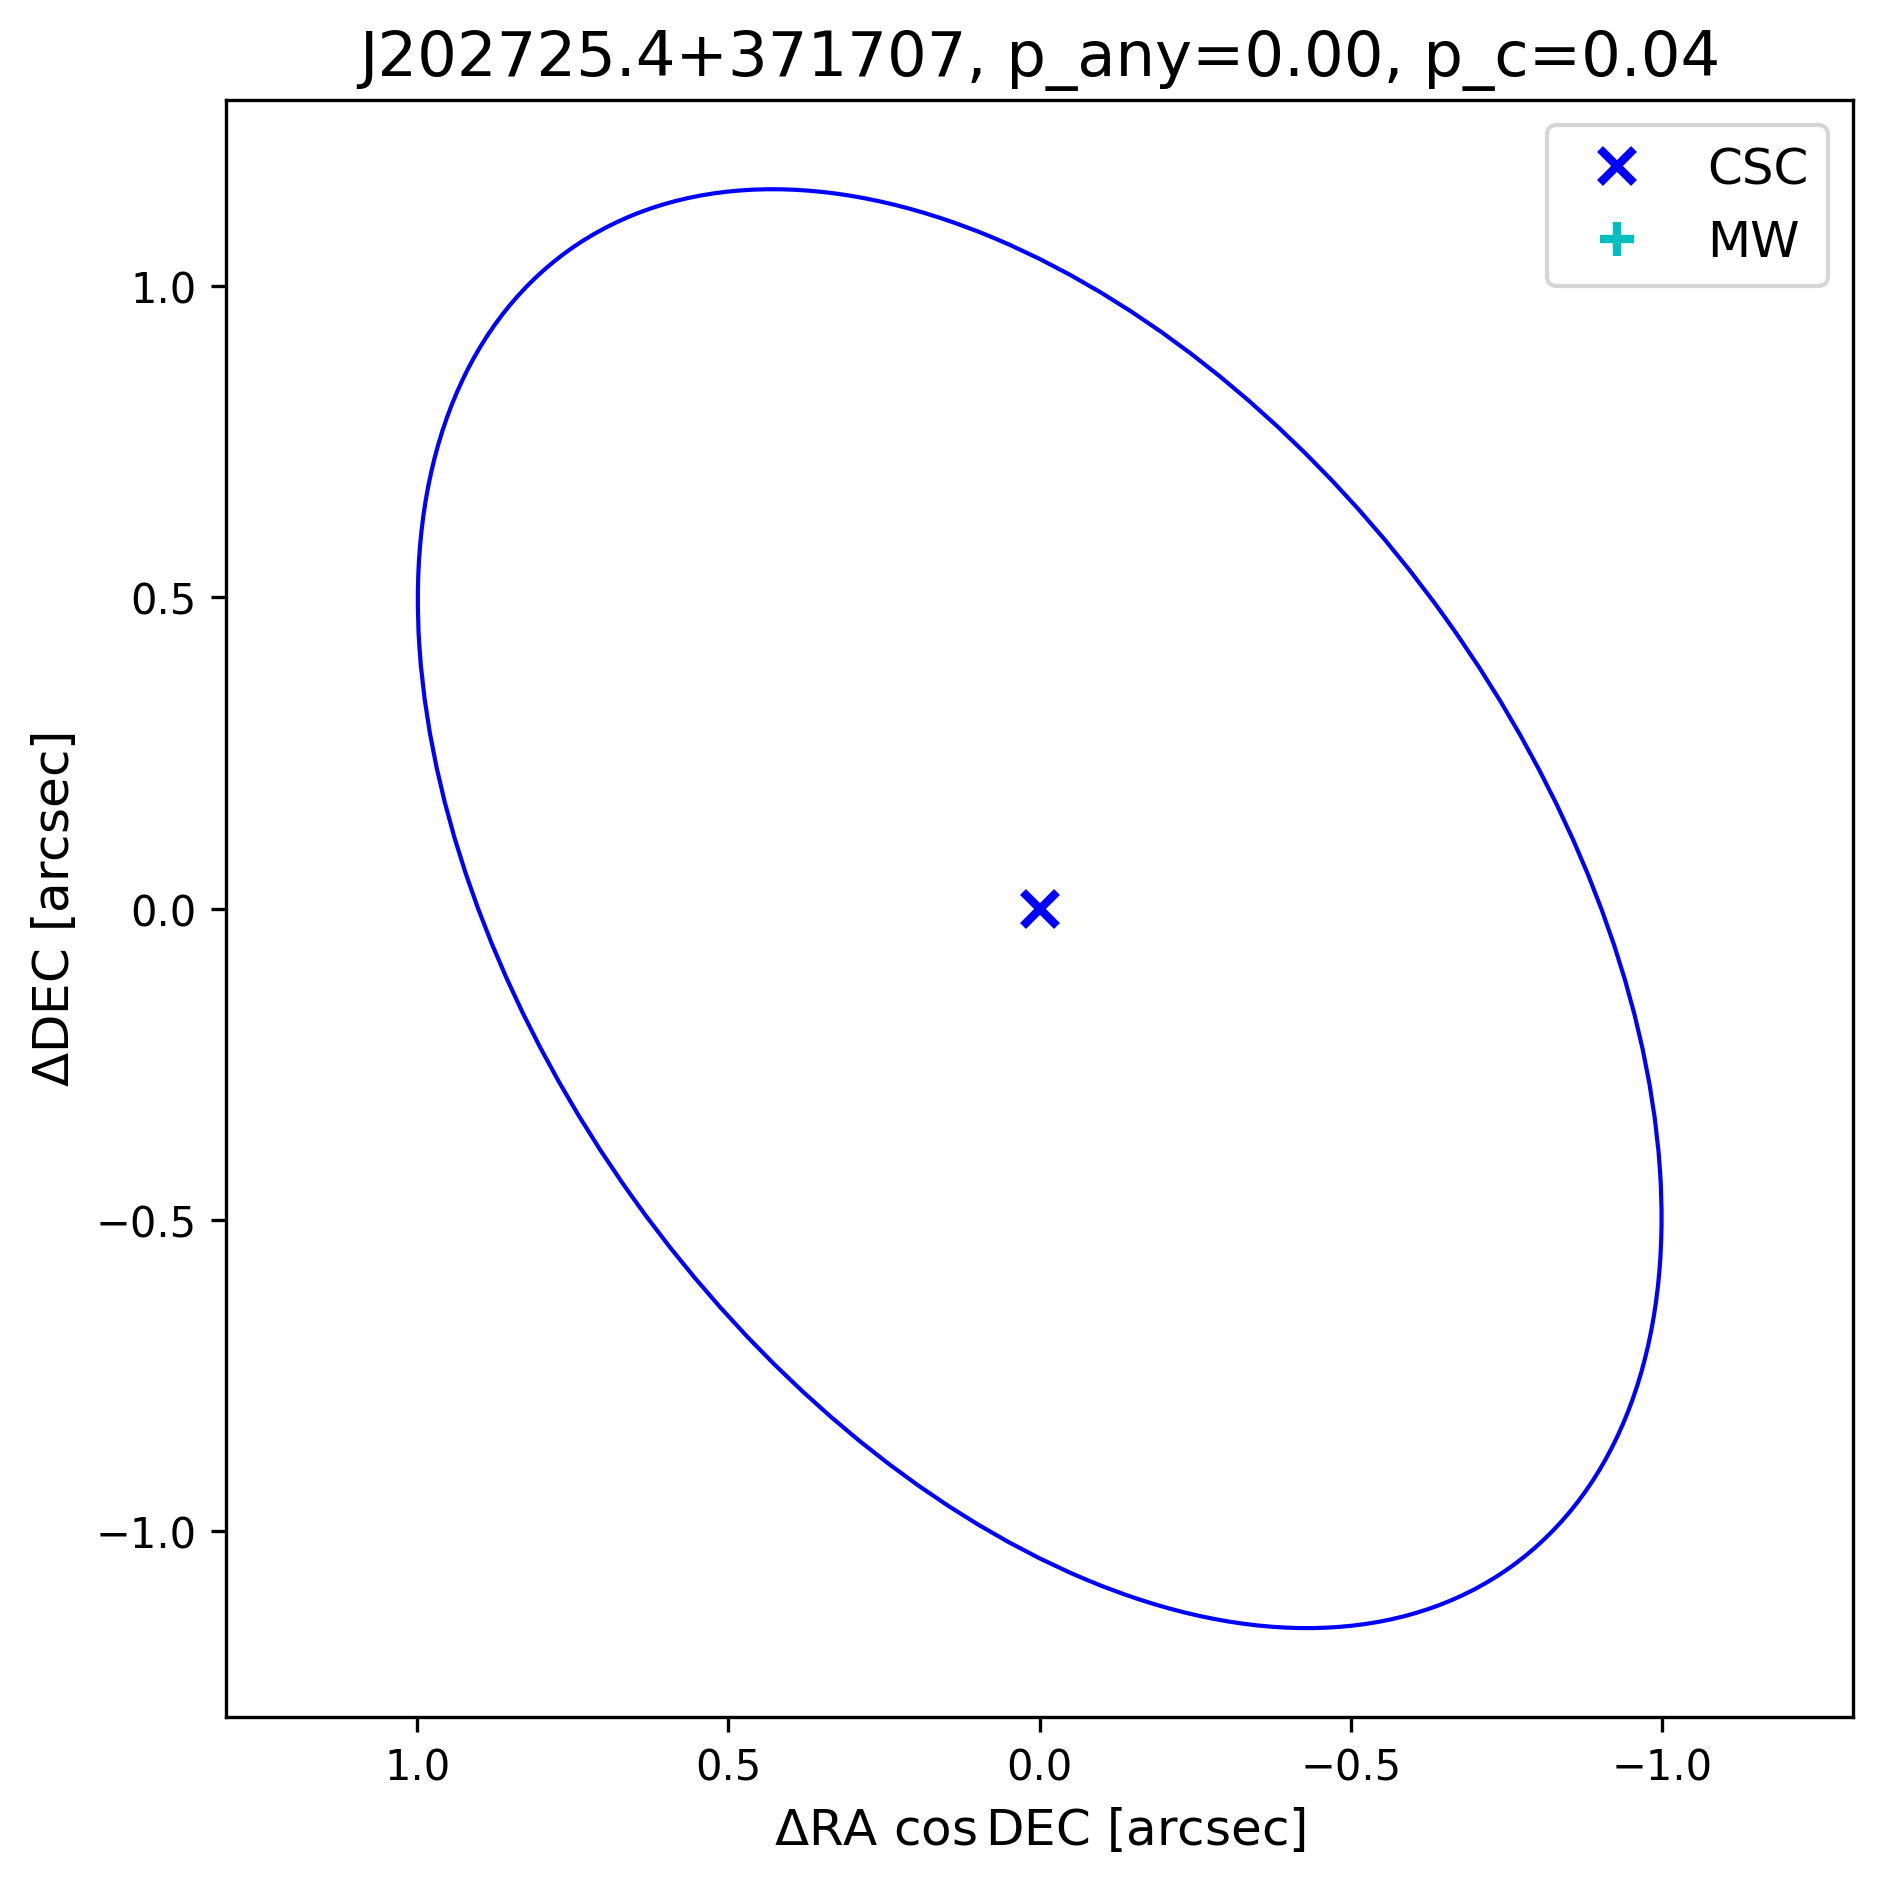 J202725.4+371707, p_any=0.00, p_c=0.04
CSC
MW
1.0
0.5
0.0
−0.5
−1.0
ΔDEC [arcsec]
1.0 0.5 0.0 −0.5 −1.0
ΔRA cos DEC [arcsec]